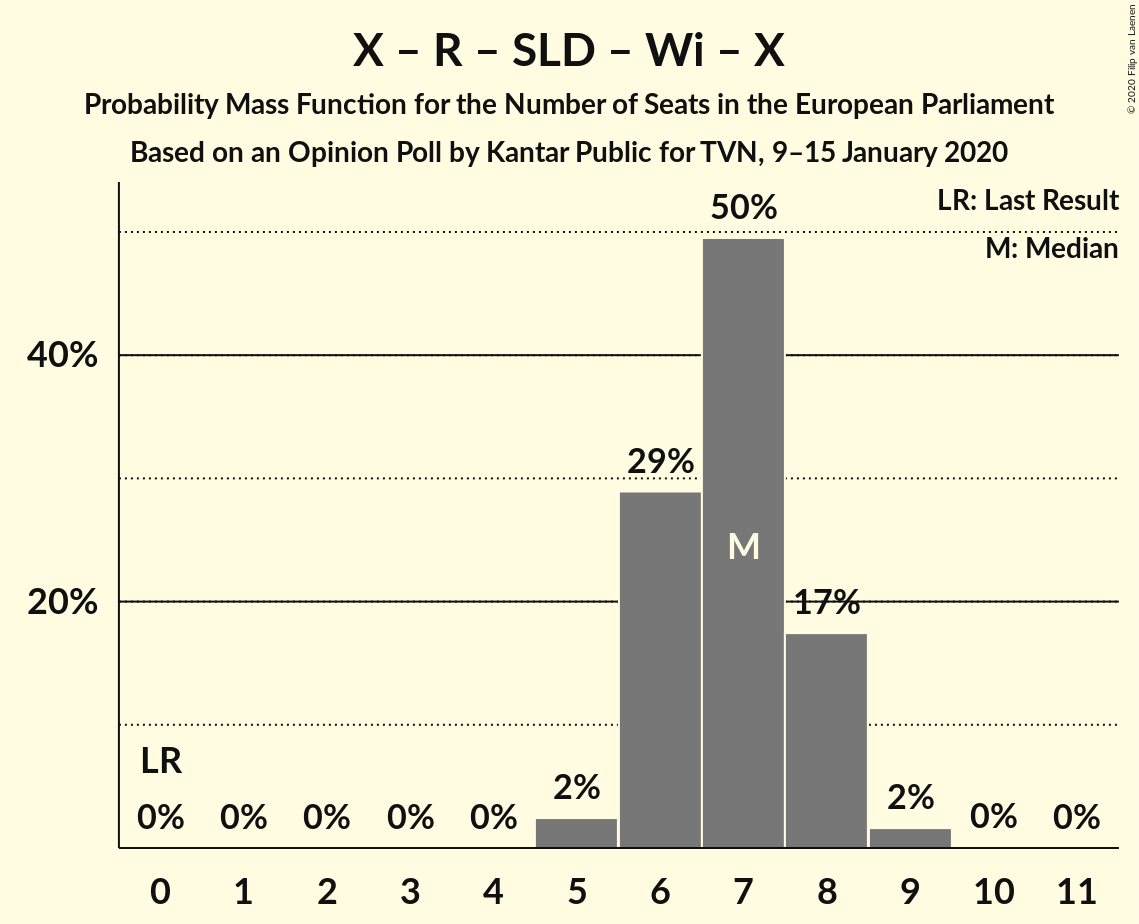 X – R – SLD – Wi – X
Probability Mass Function for the Number of Seats in the European Parliament
Based on an Opinion Poll by Kantar Public for TVN, 9–15 January 2020
© 2020 Filip van Laenen
LR: Last Result
M: Median
50%
40%
29%
M
20%
17%
LR
2%
2%
0% 0% 0% 0% 0% 0% 0%
0 1 2 3 4 5 6 7 8 9 10 11